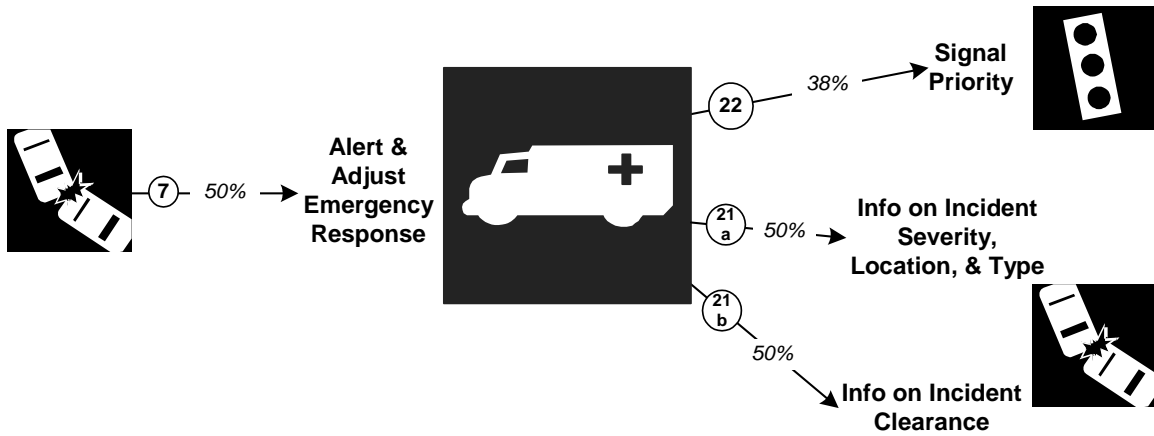 7
50%
Alert &
Adjust
Emergency
Response
22
38%
Signal
Priority
21
a
50%
Info on Incident
Severity,
Location, & Type
21
b
50%
Info on Incident
Clearance